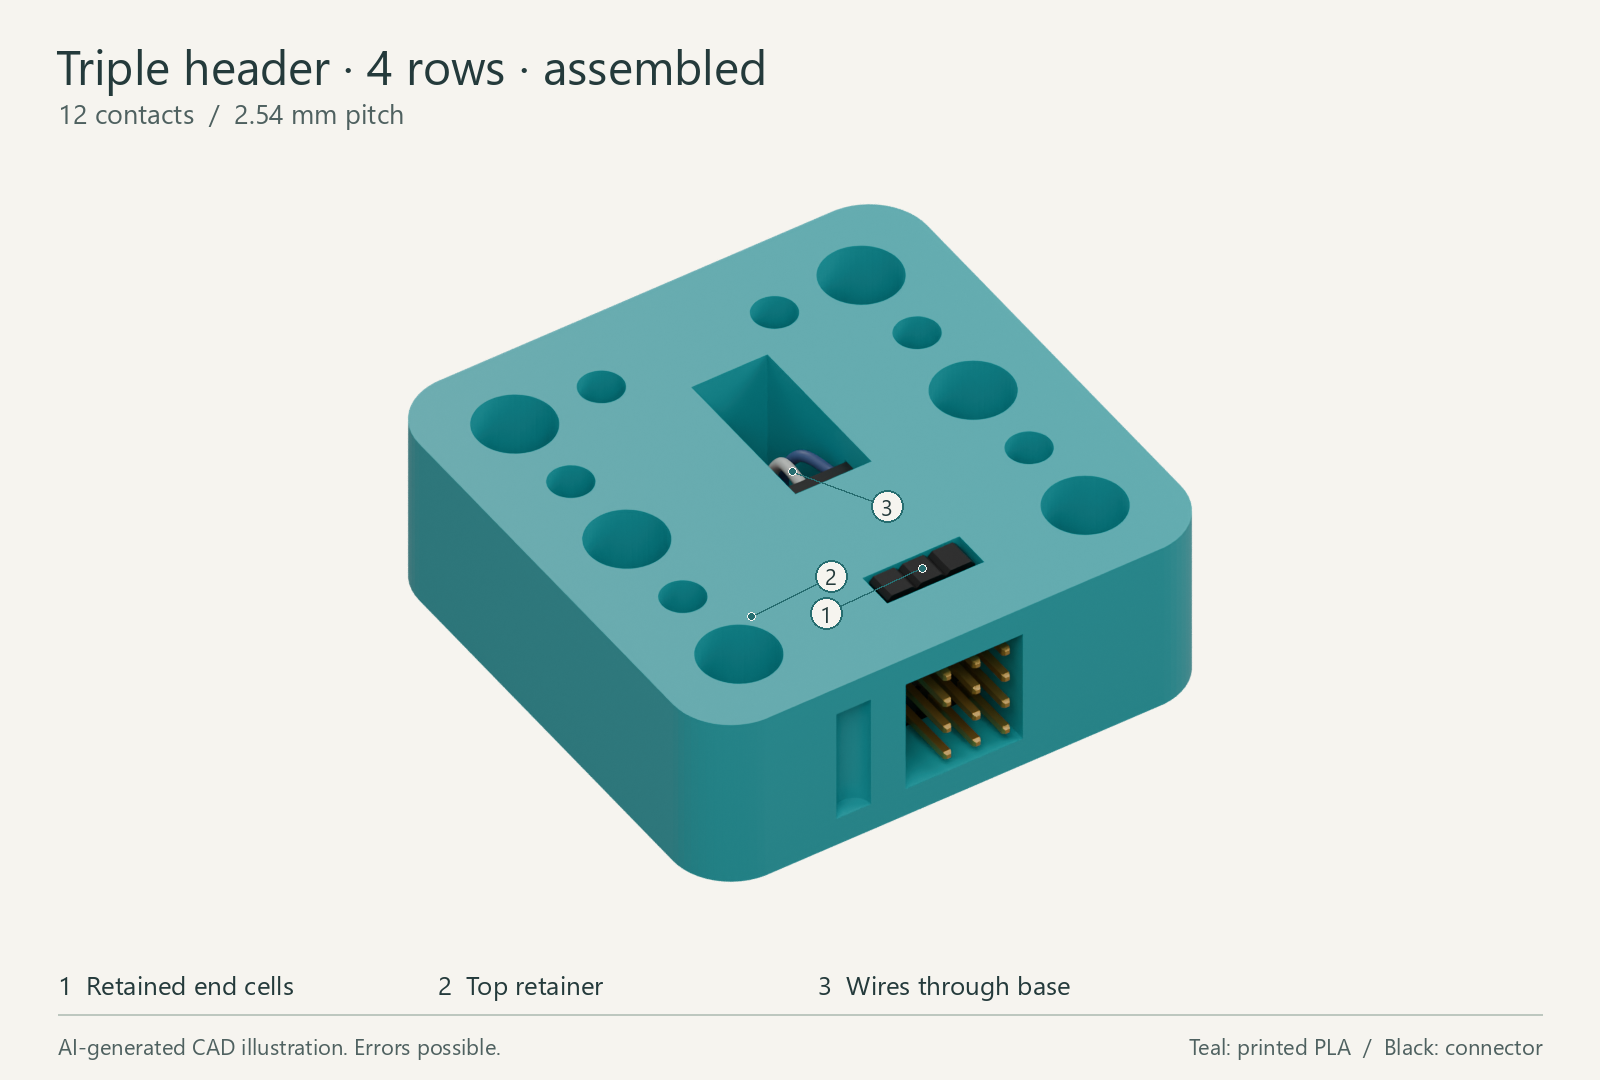 Triple header · 4 rows · assembled
12 contacts / 2.54 mm pitch
3
2
1
1 Retained end cells
2 Top retainer
3 Wires through base
AI-generated CAD illustration. Errors possible.
Teal: printed PLA / Black: connector